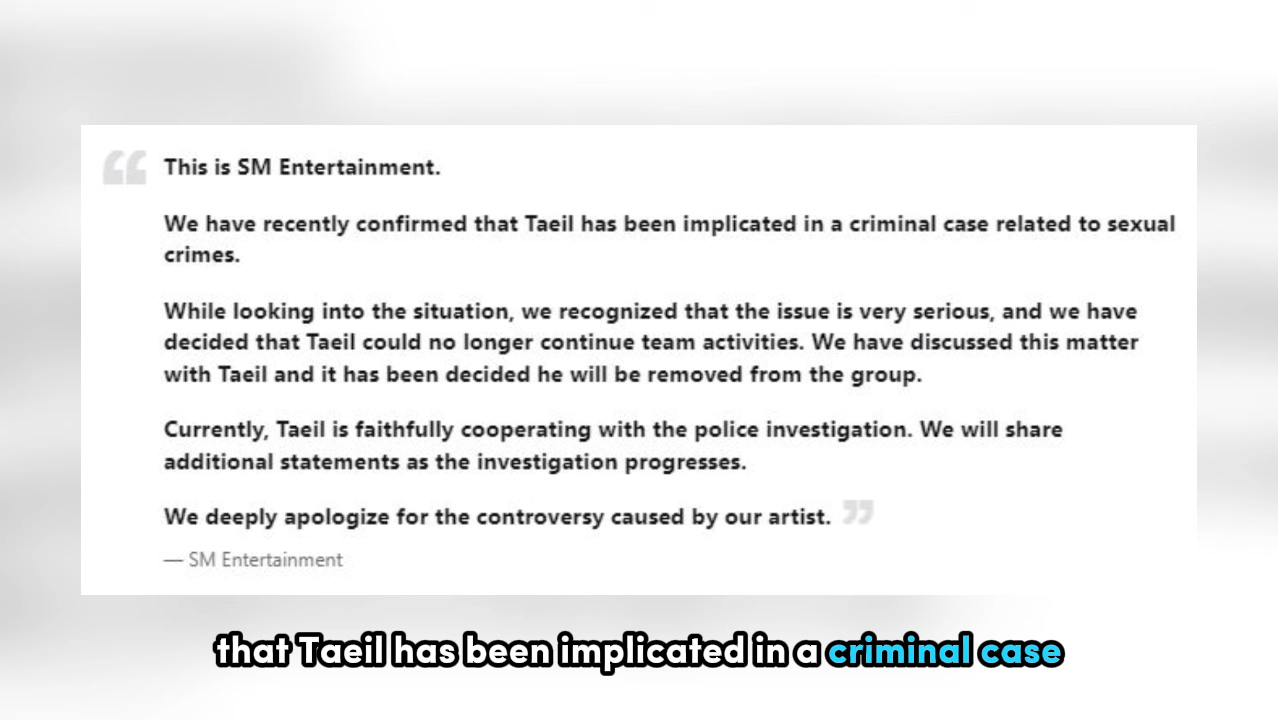 “ This is SM Entertainment.
We have recently confirmed that Taeil has been implicated in a criminal case related to sexual
crimes.
While looking into the situation, we recognized that the issue is very serious, and we have
decided that Taeil could no longer continue team activities. We have discussed this matter
with Taeil and it has been decided he will be removed from the group.
Currently, Taeil is faithfully cooperating with the police investigation. We will share
additional statements as the investigation progresses.
We deeply apologize for the controversy caused by our artist. ”
— SM Entertainment
that Taeil has been implicated in a criminal case